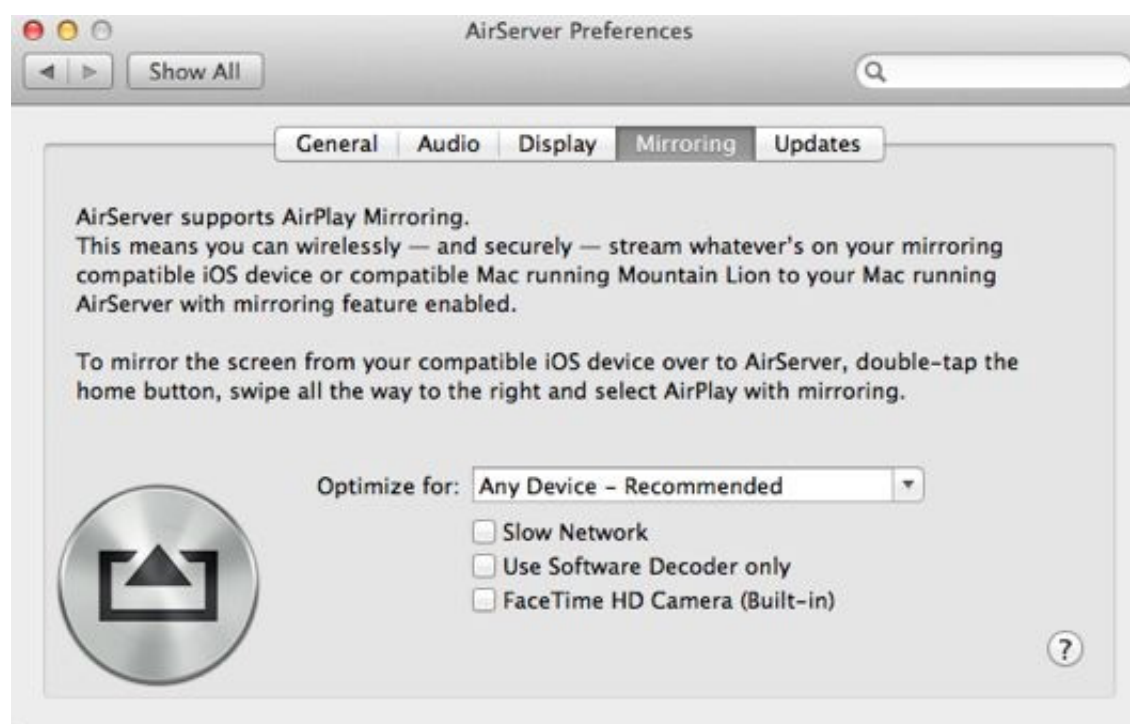 AirServer Preferences
Show All
General Audio Display Mirroring Updates
AirServer supports AirPlay Mirroring.
This means you can wirelessly — and securely — stream whatever's on your mirroring
compatible iOS device or compatible Mac running Mountain Lion to your Mac running
AirServer with mirroring feature enabled.
To mirror the screen from your compatible iOS device over to AirServer, double-tap the
home button, swipe all the way to the right and select AirPlay with mirroring.
Optimize for: Any Device – Recommended
Slow Network
Use Software Decoder only
FaceTime HD Camera (Built-in)
?